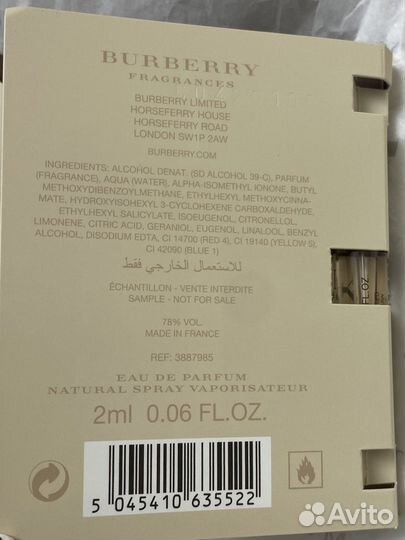 BURBERRY
FRAGRANCES
BURBERRY LIMITED
HORSEFERRY HOUSE
HORSEFERRY ROAD
LONDON SW1P 2AW
BURBERRY.COM
INGREDIENTS: ALCOHOL DENAT. (SD ALCOHOL 39-C), PARFUM
(FRAGRANCE), AQUA (WATER), ALPHA-ISOMETHYL IONONE, BUTYL
METHOXYDIBENZOYLMETHANE, ETHYLHEXYL METHOXYCINNA-
MATE, HYDROXYISOHEXYL 3-CYCLOHEXENE CARBOXALDEHYDE,
ETHYLHEXYL SALICYLATE, ISOEUGENOL, CITRONELLOL,
LIMONENE, CITRIC ACID, GERANIOL, EUGENOL, LINALOOL, BENZYL
ALCOHOL, DISODIUM EDTA, CI 14700 (RED 4), CI 19140 (YELLOW 5),
CI 42090 (BLUE 1)
للاستعمال الخارجي فقط
ÉCHANTILLON - VENTE INTERDITE
SAMPLE - NOT FOR SALE
78% VOL.
MADE IN FRANCE
REF: 3887985
EAU DE PARFUM
NATURAL SPRAY VAPORISATEUR
2ml 0.06 FL.OZ.
5 045410 635522
FL.OZ
Avito